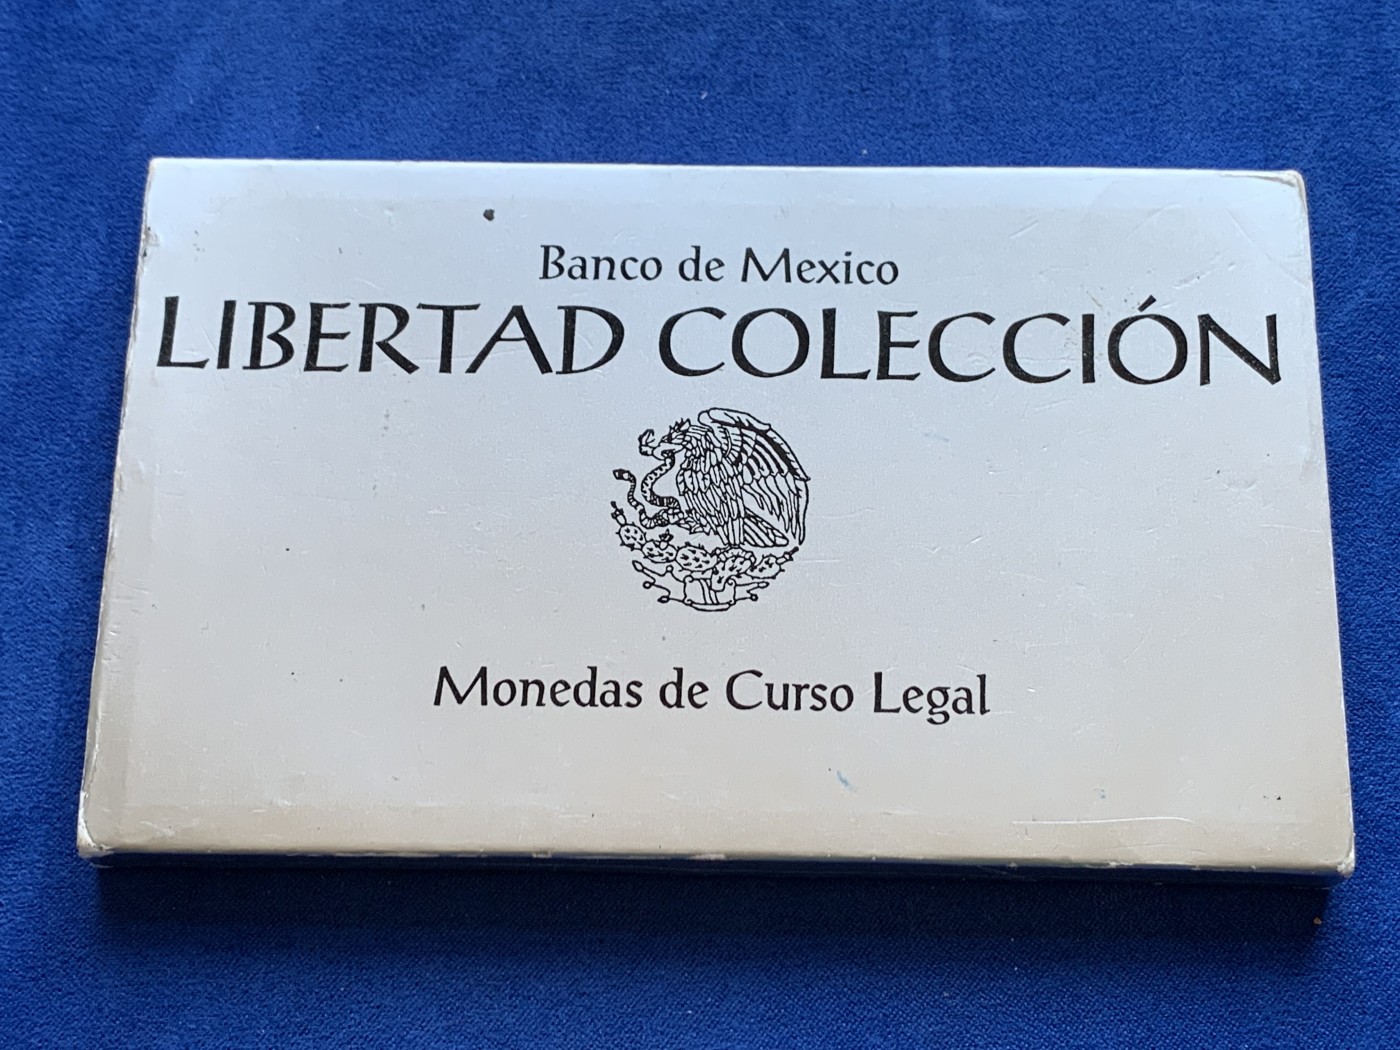 Banco de Mexico
LIBERTAD COLECCIÓN
Monedas de Curso Legal